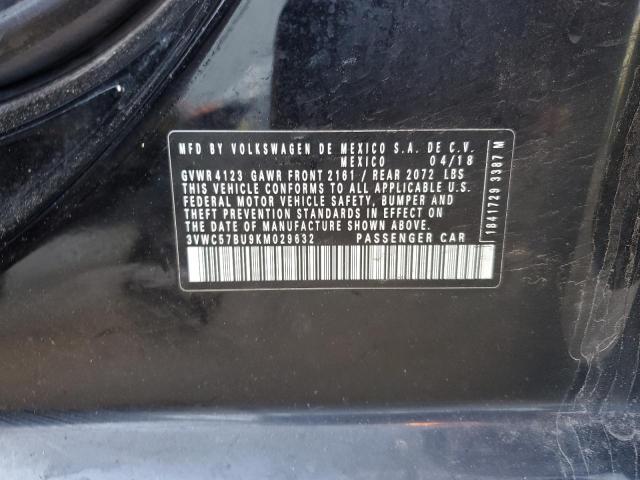 MFD BY VOLKSWAGEN DE MEXICO S.A. DE C.V.
MEXICO 04/18
GVWR 4123 GAWR FRONT 2161 / REAR 2072 LBS
THIS VEHICLE CONFORMS TO ALL APPLICABLE U.S.
FEDERAL MOTOR VEHICLE SAFETY, BUMPER AND
THEFT PREVENTION STANDARDS IN EFFECT ON
THE DATE OF MANUFACTURE SHOWN ABOVE.
3VWC57BU9KM029632 PASSENGER CAR
1841729 3387 M